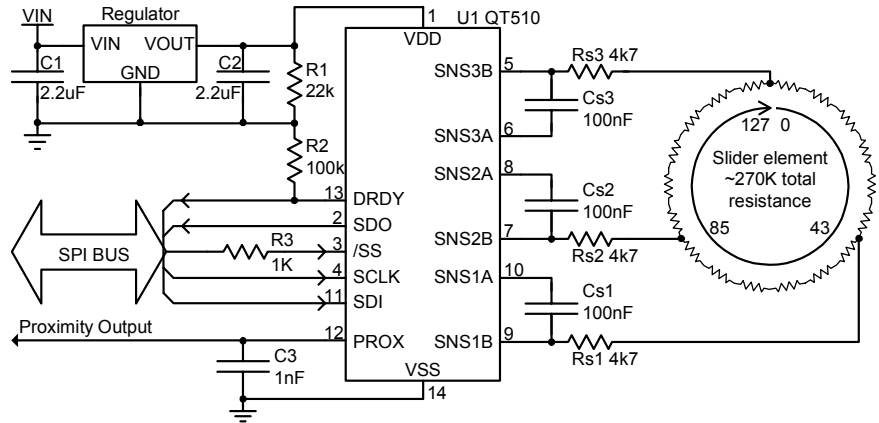 VIN
Regulator
VIN
VOUT
GND
C1
2.2uF
C2
2.2uF
R1
22k
R2
100k
1
U1 QT510
VDD
SNS3B
5
Rs3 4k7
Cs3
100nF
SNS3A
6
SNS2A
8
Cs2
100nF
SNS2B
7
Rs2 4k7
SNS1A
10
Cs1
100nF
SNS1B
9
Rs1 4k7
13
DRDY
2
SDO
R3
1K
3
/SS
4
SCLK
11
SDI
SPI BUS
Proximity Output
12
PROX
C3
1nF
VSS
14
127 0
Slider element
~270K total
resistance
85
43